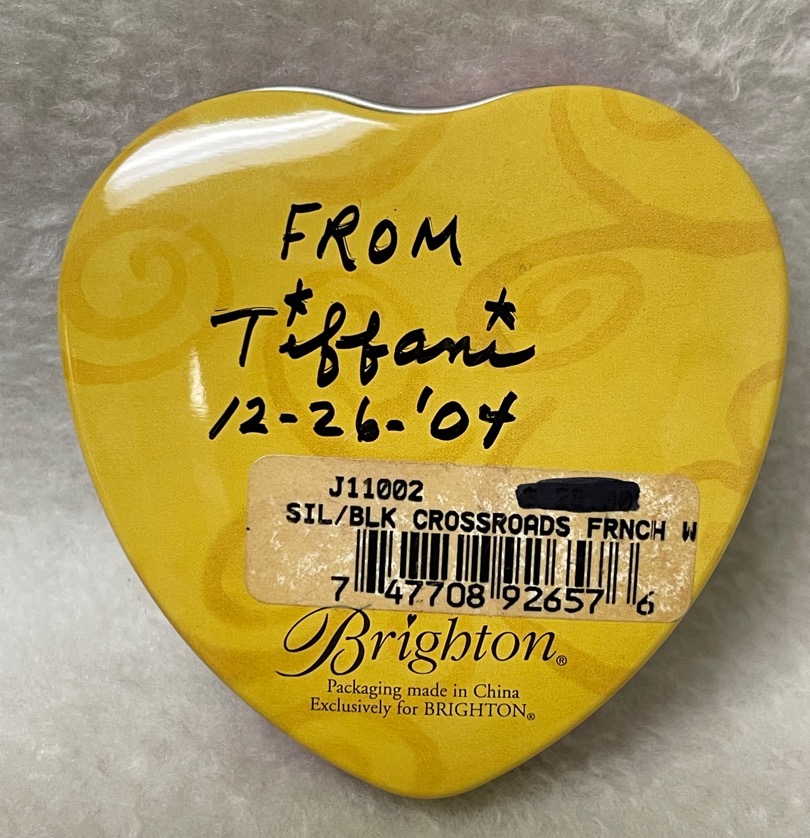 FROM
Tiffani
12-26-'04
J11002
SIL/BLK CROSSROADS FRNCH W
7 47708 92657 6
Brighton®
Packaging made in China
Exclusively for BRIGHTON®